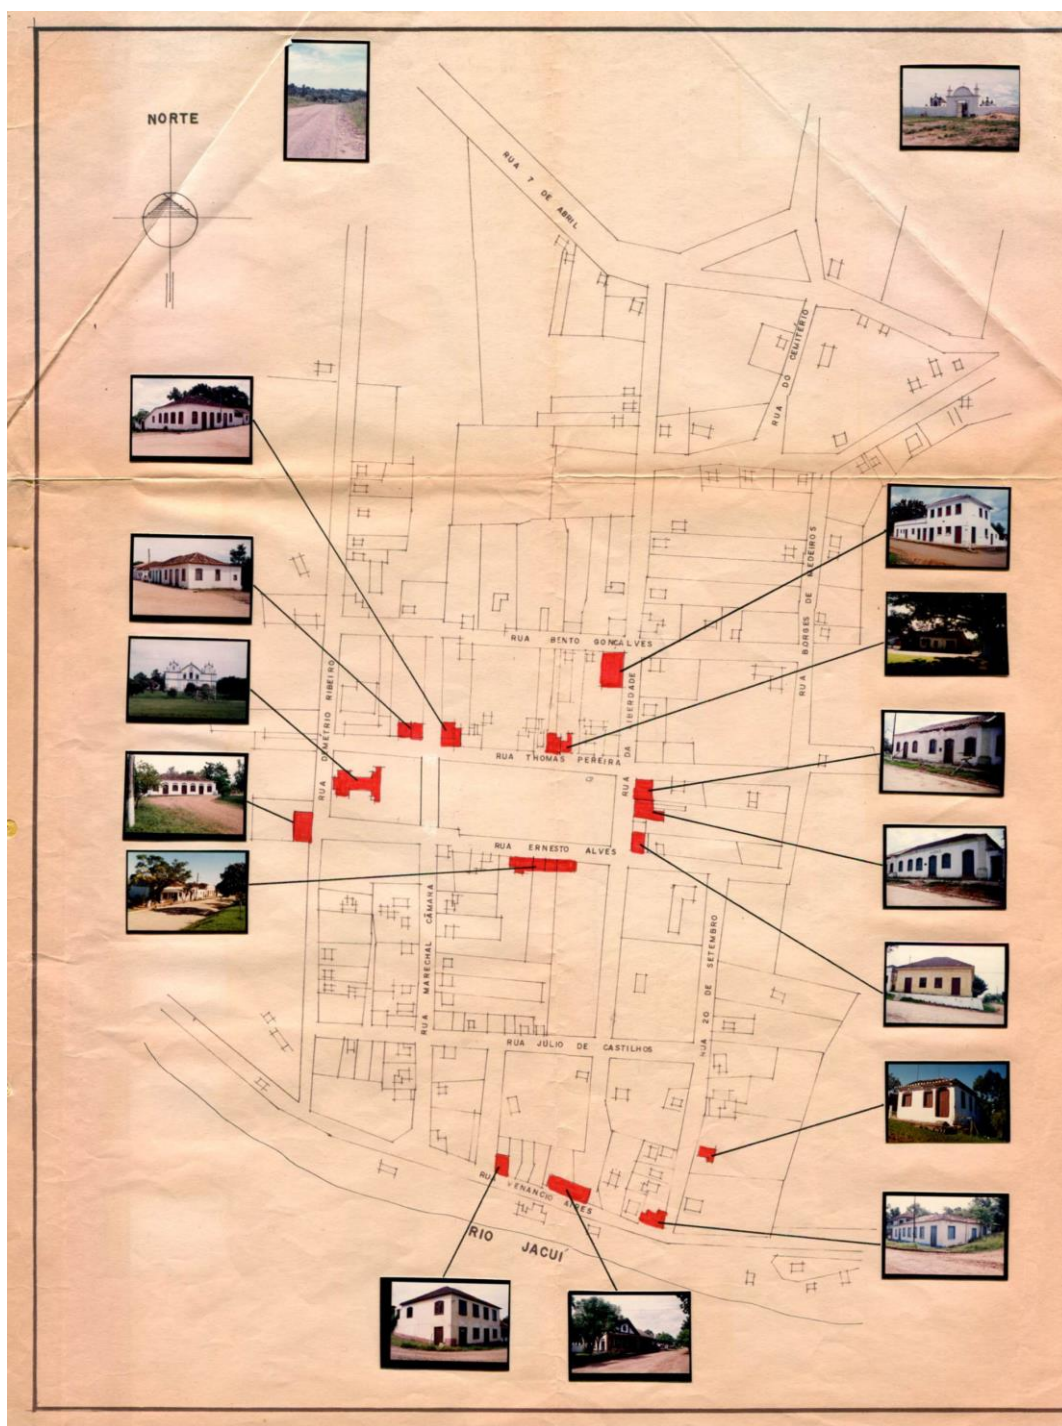 NORTE
RUA 7 DE ABRIL
RUA DO CEMITÉRIO
RUA BORGES DE MEDEIROS
RUA BENTO GONÇALVES
RUA DEMETRIO RIBEIRO
RUA DA LIBERDADE
RUA THOMAS PEREIRA
RUA ERNESTO ALVES
RUA MARECHAL CÂMARA
RUA 20 DE SETEMBRO
RUA JÚLIO DE CASTILHOS
RUA VENANCIO AIRES
RIO JACUÍ